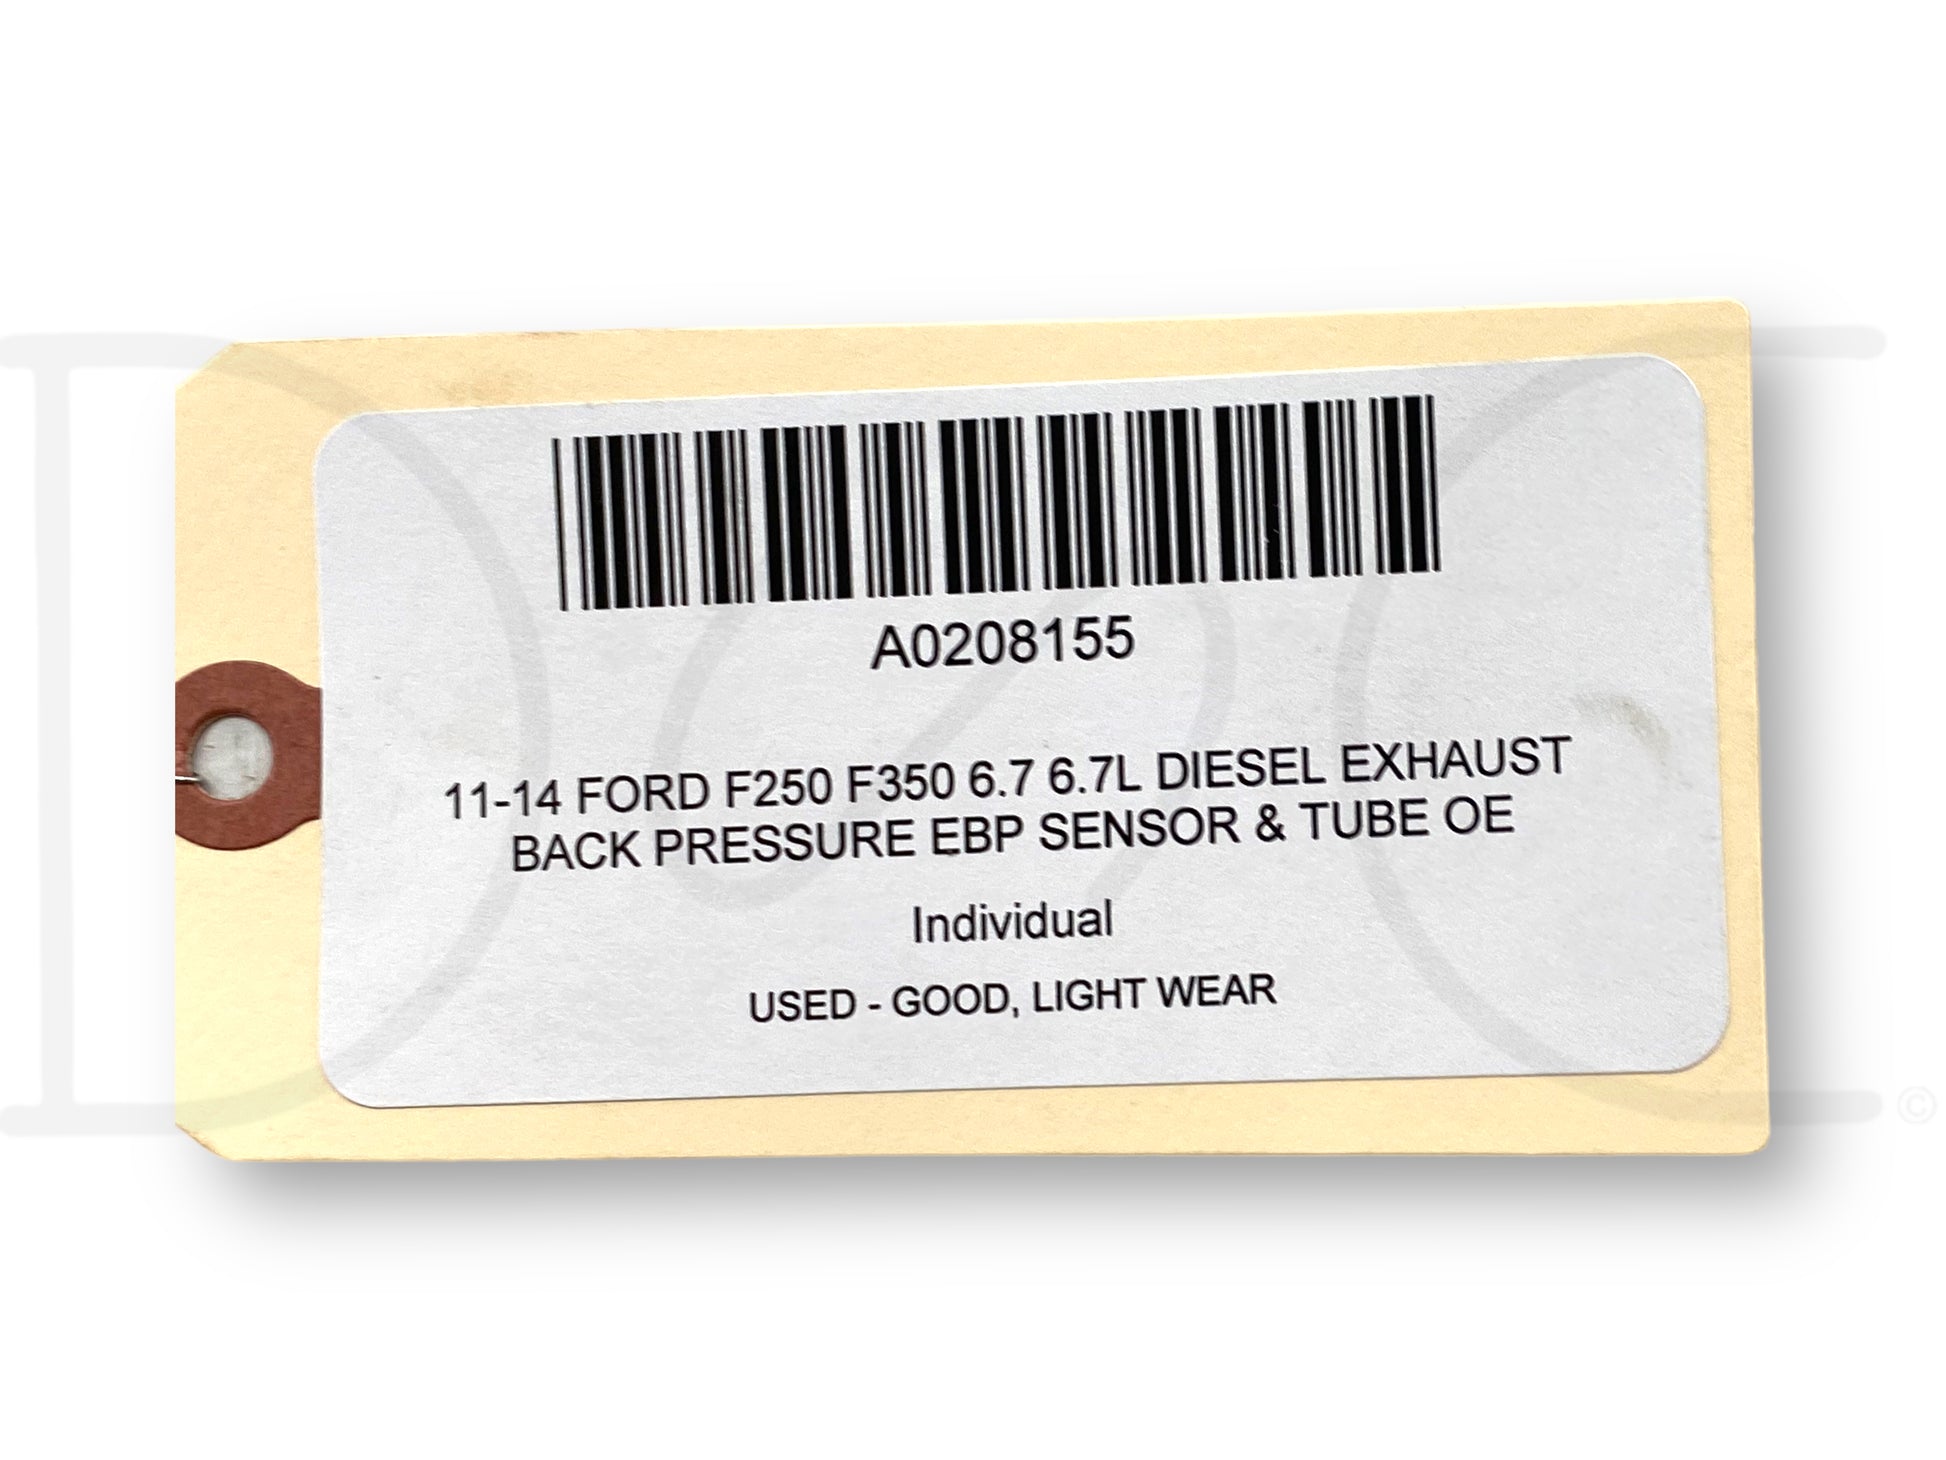 A0208155
11-14 FORD F250 F350 6.7 6.7L DIESEL EXHAUST
BACK PRESSURE EBP SENSOR & TUBE OE
Individual
USED - GOOD, LIGHT WEAR
©